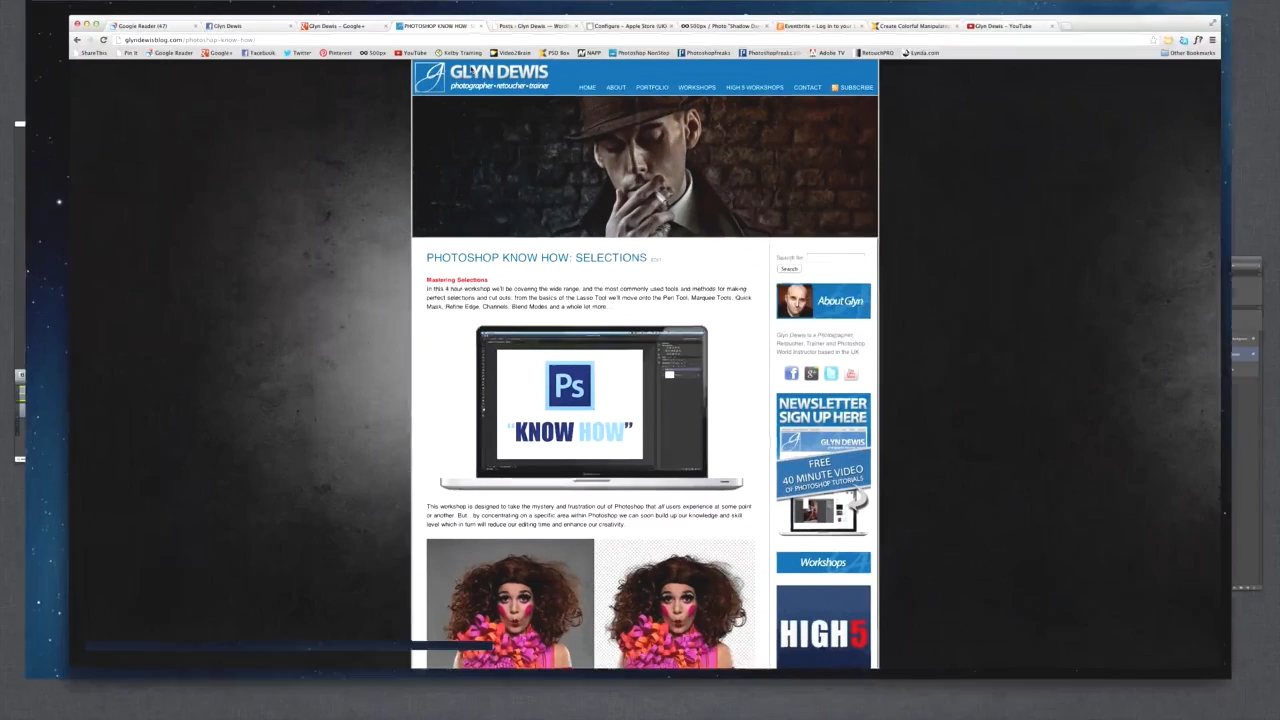 Google Reader (47)
Glyn Dewis
Glyn Dewis - Google+
PHOTOSHOP KNOW HOW: S
Posts ‹ Glyn Dewis — Word
Configure - Apple Store (U.K
500px / Photo "Shadow Da
Eventbrite - Log in to your
Create Colorful Manipulatio
Glyn Dewis - YouTube
glyndewisblog.com/photoshop-know-how/
ShareThis
Pin It
Google Reader
Google+
Facebook
Twitter
Pinterest
500px
YouTube
Kelby Training
Video2Brain
PSD Box
NAPP
Photoshop NonStop
Photoshopfreaks
Photoshopfreaks.co
Adobe TV
RetouchPRO
Lynda.com
Other Bookmarks
GLYN DEWIS
photographer • retoucher • trainer
HOME
ABOUT
PORTFOLIO
WORKSHOPS
HIGH 5 WORKSHOPS
CONTACT
SUBSCRIBE
PHOTOSHOP KNOW HOW: SELECTIONS
EDIT
Mastering Selections
In this 4 hour workshop we'll be covering the wide range, and the most commonly used tools and methods for making
perfect selections and cut outs: from the basics of the Lasso Tool we'll move onto the Pen Tool, Marquee Tools. Quick
Mask, Refine Edge, Channels, Blend Modes and a whole lot more...
Ps
"KNOW HOW"
This workshop is designed to take the mystery and frustration out of Photoshop that all users experience at some point
or another. But...by concentrating on a specific area within Photoshop we can soon build up our knowledge and skill
level which in turn will reduce our editing time and enhance our creativity.
Search for:
Search
About Glyn
Glyn Dewis is a Photographer,
Retoucher, Trainer and Photoshop
World Instructor based in the UK
NEWSLETTER
SIGN UP HERE
GLYN DEWIS
FREE
40 MINUTE VIDEO
OF PHOTOSHOP TUTORIALS
Workshops
HIGH5